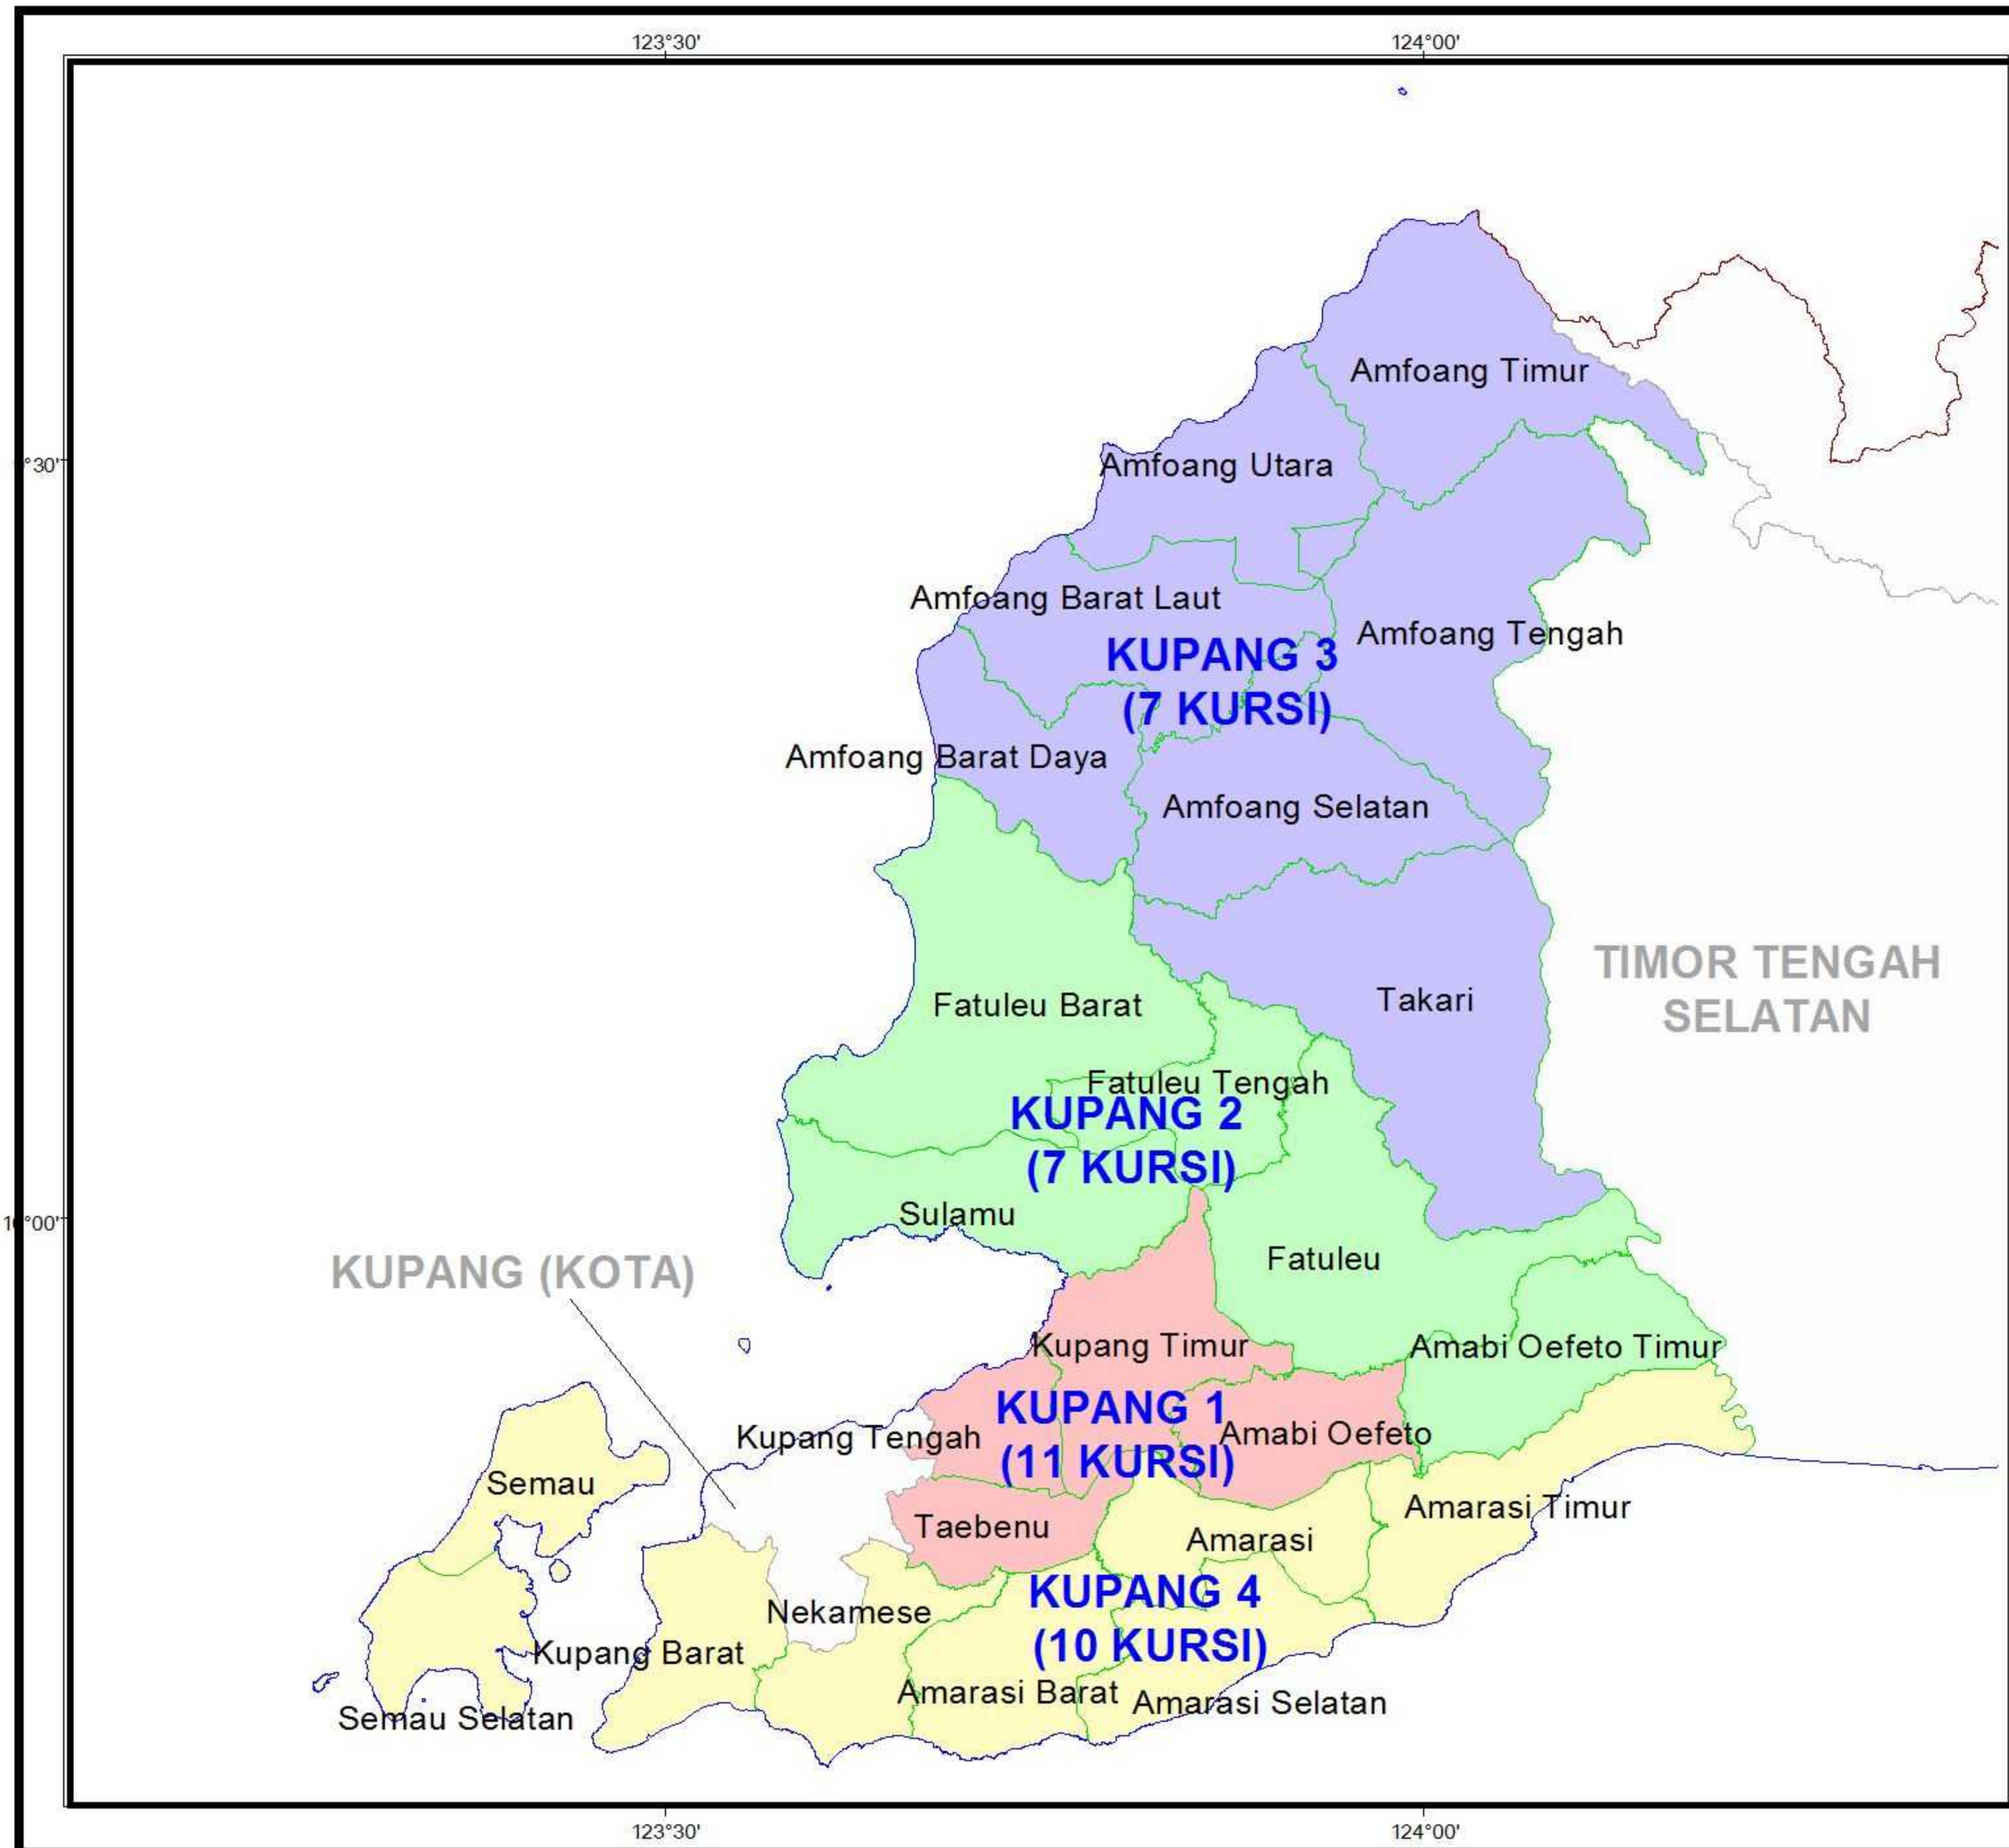 123°30'
124°00'
Amfoang Timur
°30'
Amfoang Utara
Amfoang Barat Laut
Amfoang Tengah
KUPANG 3
(7 KURSI)
Amfoang Barat Daya
Amfoang Selatan
TIMOR TENGAH
SELATAN
Takari
Fatuleu Barat
Fatuleu Tengah
KUPANG 2
(7 KURSI)
Sulamu
10°00'
KUPANG (KOTA)
Fatuleu
Kupang Timur
Amabi Oefeto Timur
KUPANG 1
(11 KURSI)
Kupang Tengah
Amabi Oefeto
Semau
Amarasi Timur
Taebenu
Amarasi
KUPANG 4
(10 KURSI)
Nekamese
Kupang Barat
Amarasi Barat
Amarasi Selatan
Semau Selatan
123°30'
124°00'